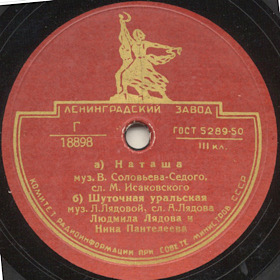 ЛЕНИНГРАДСКИЙ ЗАВОД
Г
18898
ГОСТ 5289-50
III кл.
а) Наташа
муз. В. Соловьева-Седого,
сл. М. Исаковского
б) Шуточная уральская
муз. Л. Лядовой, сл. А. Лядова
Людмила Лядова и
Нина Пантелеева
КОМИТЕТ РАДИОИНФОРМАЦИИ ПРИ СОВЕТЕ МИНИСТРОВ СССР